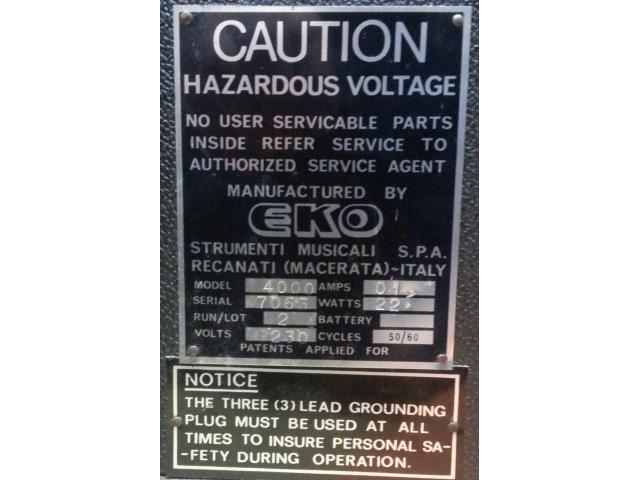 CAUTION
HAZARDOUS VOLTAGE
NO USER SERVICABLE PARTS
INSIDE REFER SERVICE TO
AUTHORIZED SERVICE AGENT
MANUFACTURED BY
EKO
STRUMENTI MUSICALI S.P.A.
RECANATI (MACERATA)~ITALY
MODEL 4000 AMPS
SERIAL WATTS 22
RUN/LOT 2 BATTERY
VOLTS 230 CYCLES 50/60
PATENTS APPLIED FOR
NOTICE
THE THREE (3) LEAD GROUNDING
PLUG MUST BE USED AT ALL
TIMES TO INSURE PERSONAL SA-
-FETY DURING OPERATION.